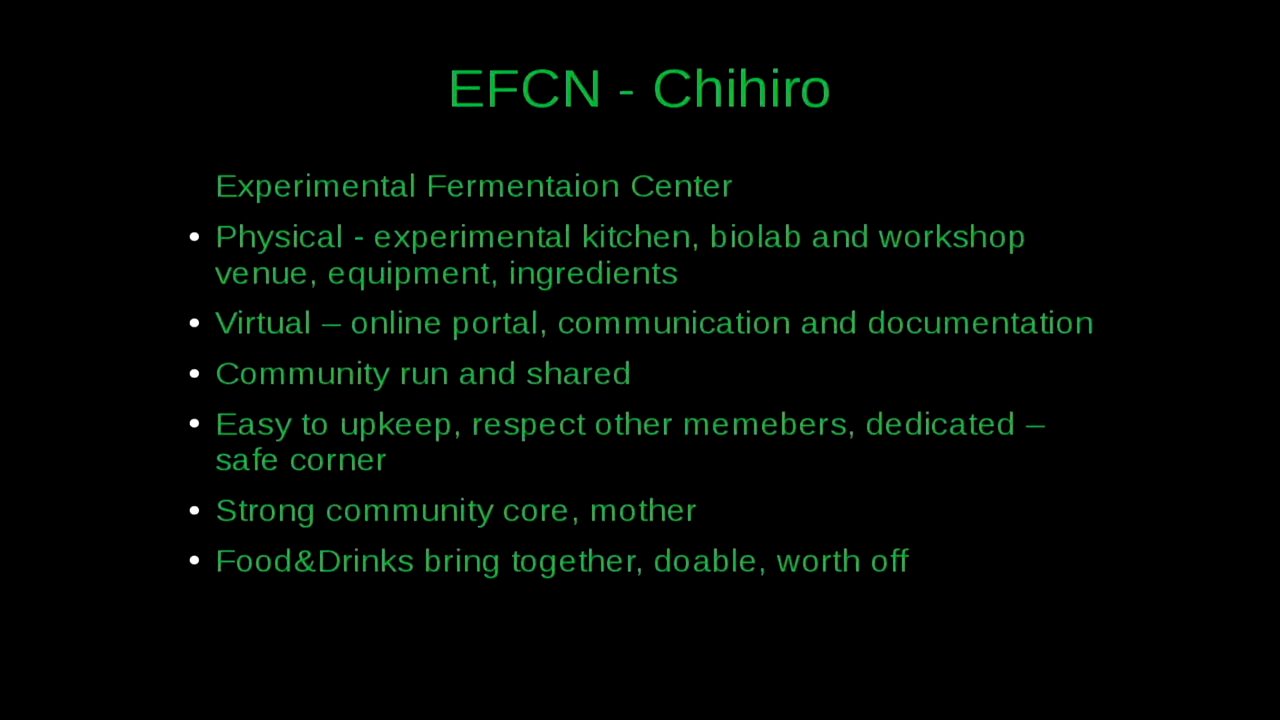 EFCN - Chihiro
Experimental Fermentaion Center
• Physical - experimental kitchen, biolab and workshop
venue, equipment, ingredients
• Virtual – online portal, communication and documentation
• Community run and shared
• Easy to upkeep, respect other memebers, dedicated –
safe corner
• Strong community core, mother
• Food&Drinks bring together, doable, worth off